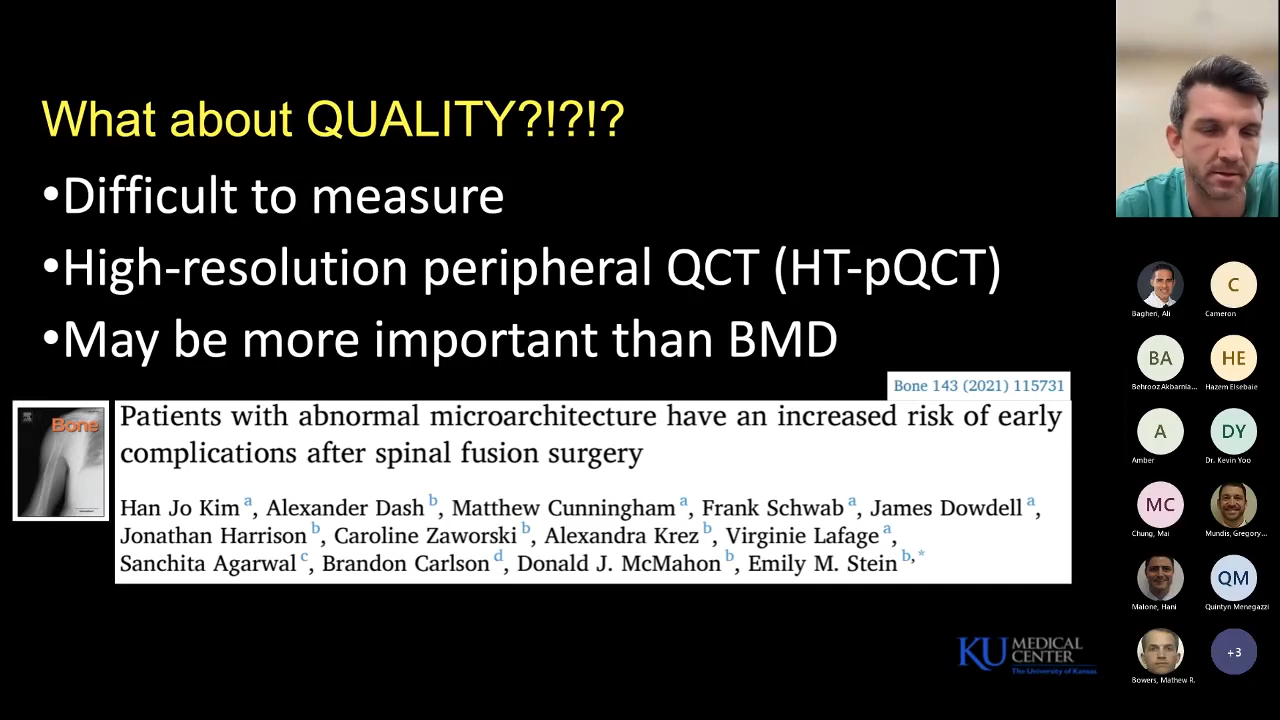 What about QUALITY?!?!?
•Difficult to measure
•High-resolution peripheral QCT (HT-pQCT)
•May be more important than BMD
Bone 143 (2021) 115731
Bone
Patients with abnormal microarchitecture have an increased risk of early
complications after spinal fusion surgery
Han Jo Kim a, Alexander Dash b, Matthew Cunningham a, Frank Schwab a, James Dowdell a,
Jonathan Harrison b, Caroline Zaworski b, Alexandra Krez b, Virginie Lafage a,
Sanchita Agarwal c, Brandon Carlson d, Donald J. McMahon b, Emily M. Stein b,*
KU MEDICAL
CENTER
The University of Kansas
C
Bagheri, Ali
Cameron
BA
HE
Behrooz Akbarnia...
Hazem Elsebaie
A
DY
Amber
Dr. Kevin Yoo
MC
Chung, Mai
Mundis, Gregory...
QM
Malone, Hani
Quintyn Menegazzi
+3
Bowers, Mathew R.